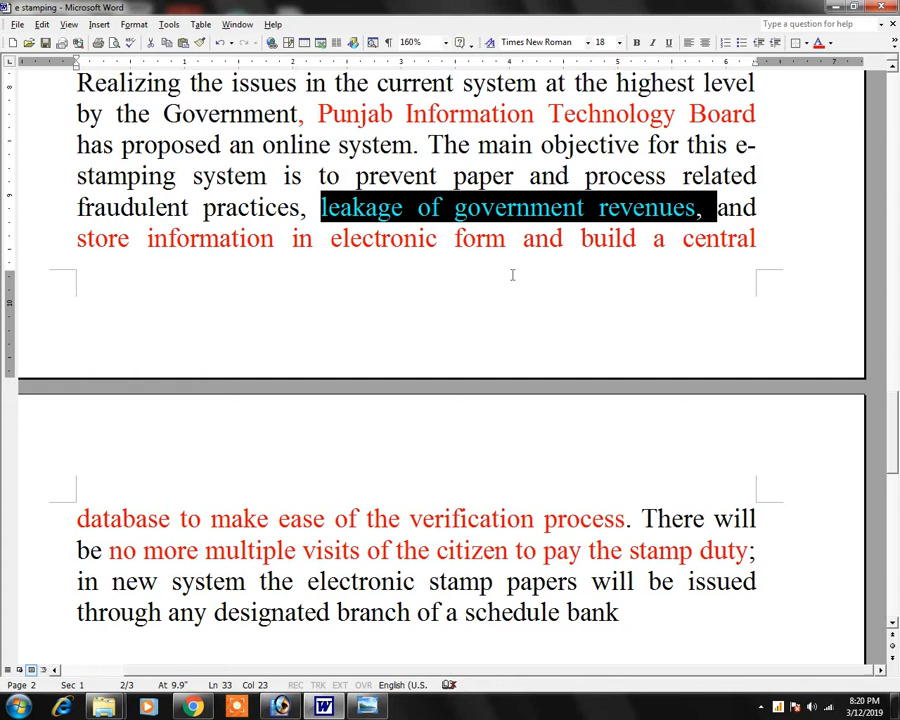 e stamping - Microsoft Word
File Edit View Insert Format Tools Table Window Help Type a question for help
160% Times New Roman 18 B I U A
1 2 3 4 5 6 7
Realizing the issues in the current system at the highest level
by the Government, Punjab Information Technology Board
has proposed an online system. The main objective for this e-
stamping system is to prevent paper and process related
fraudulent practices, leakage of government revenues, and
store information in electronic form and build a central
database to make ease of the verification process. There will
be no more multiple visits of the citizen to pay the stamp duty;
in new system the electronic stamp papers will be issued
through any designated branch of a schedule bank
Page 2 Sec 1 2/3 At 9.9" Ln 33 Col 23 REC TRK EXT OVR English (U.S.
8:20 PM
3/12/2019